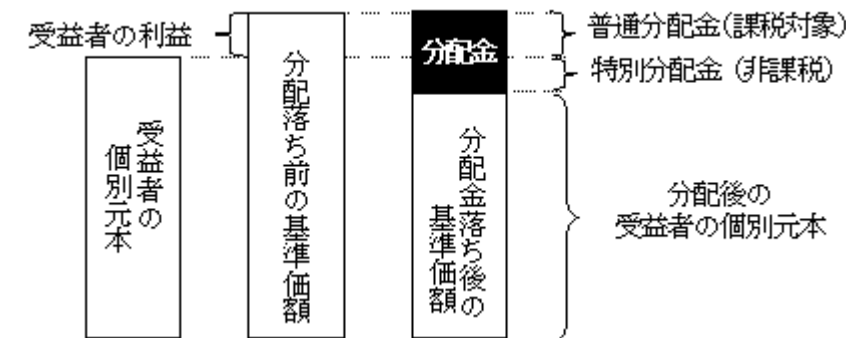 受益者の利益
受益者の
個別元本
分配落ち前の基準価額
分配金
分配金落ち後の
基準価額
普通分配金(課税対象)
特別分配金 (非課税)
分配後の
受益者の個別元本